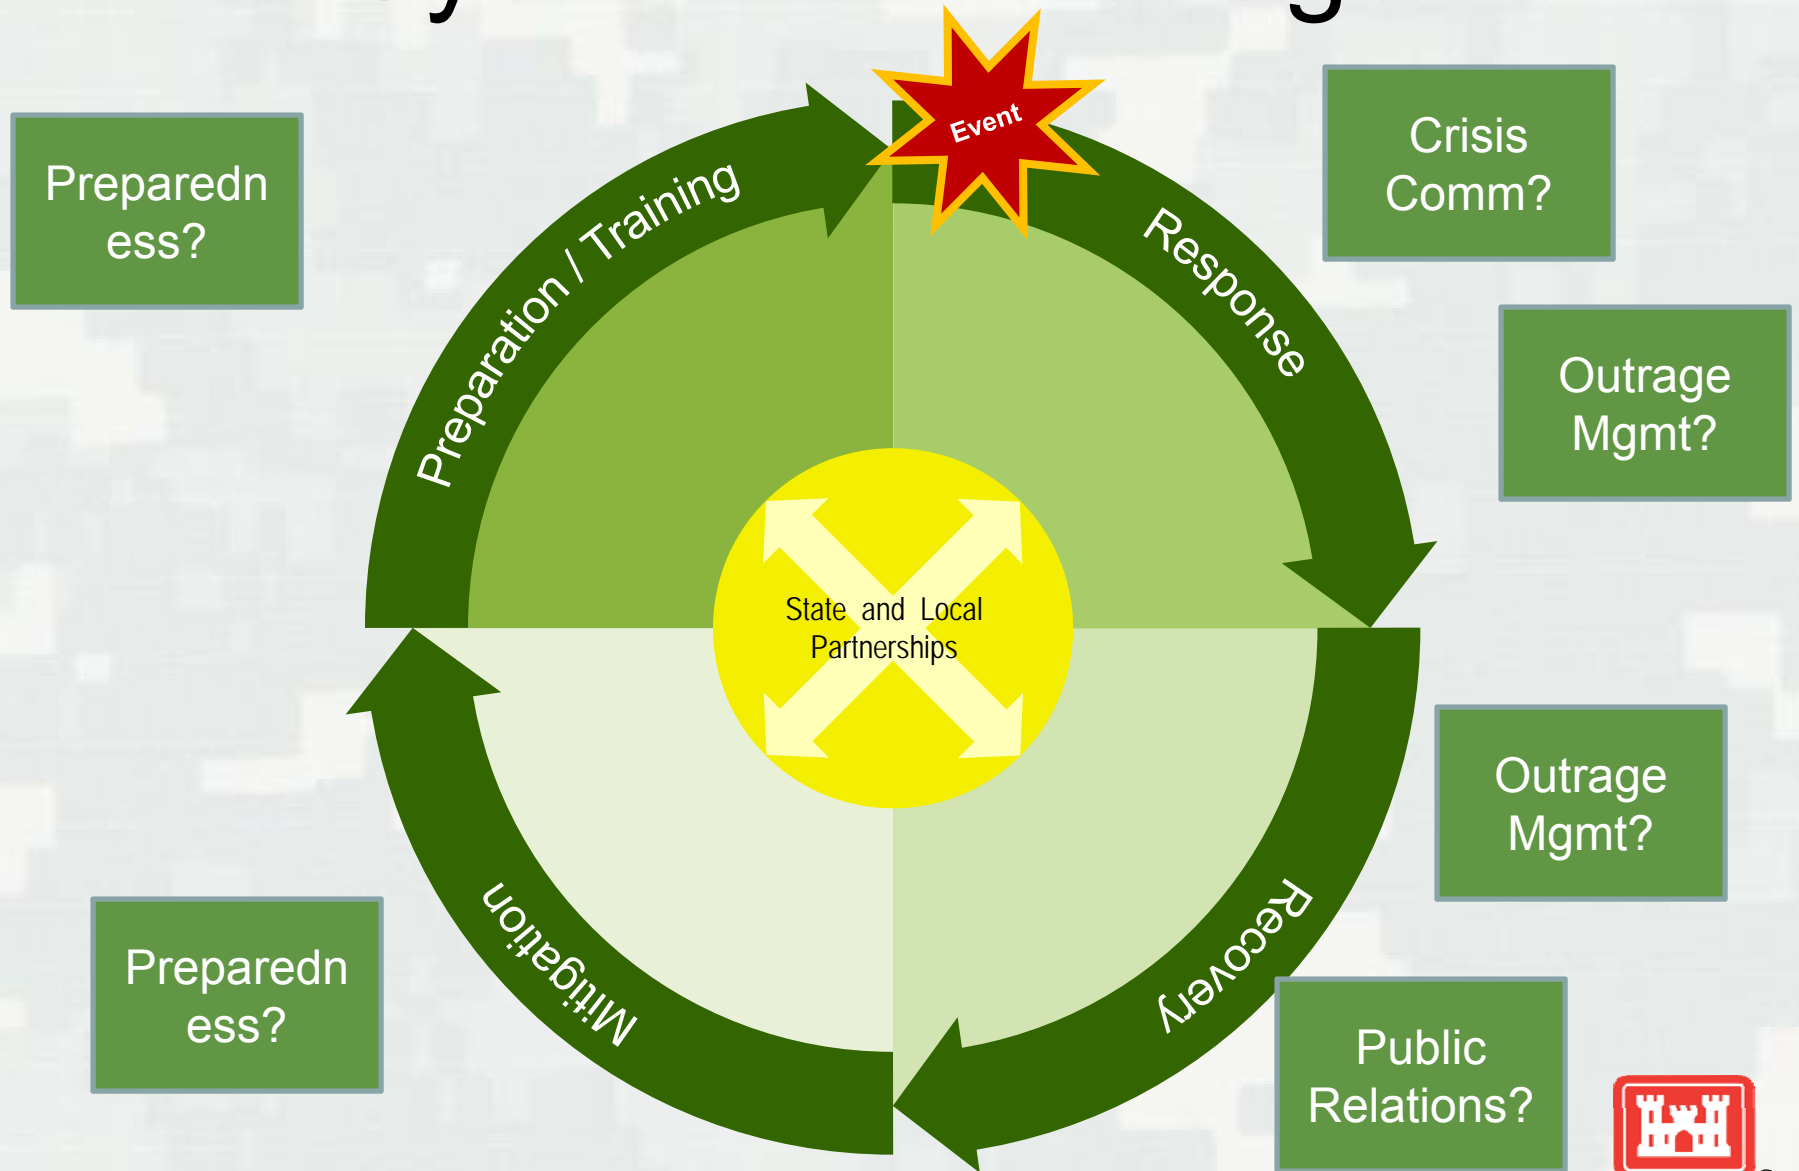 Event
Crisis
Comm?
Preparedn
ess?
Preparation / Training
Response
Outrage
Mgmt?
State and Local
Partnerships
Outrage
Mgmt?
Mitigation
Recovery
Preparedn
ess?
Public
Relations?